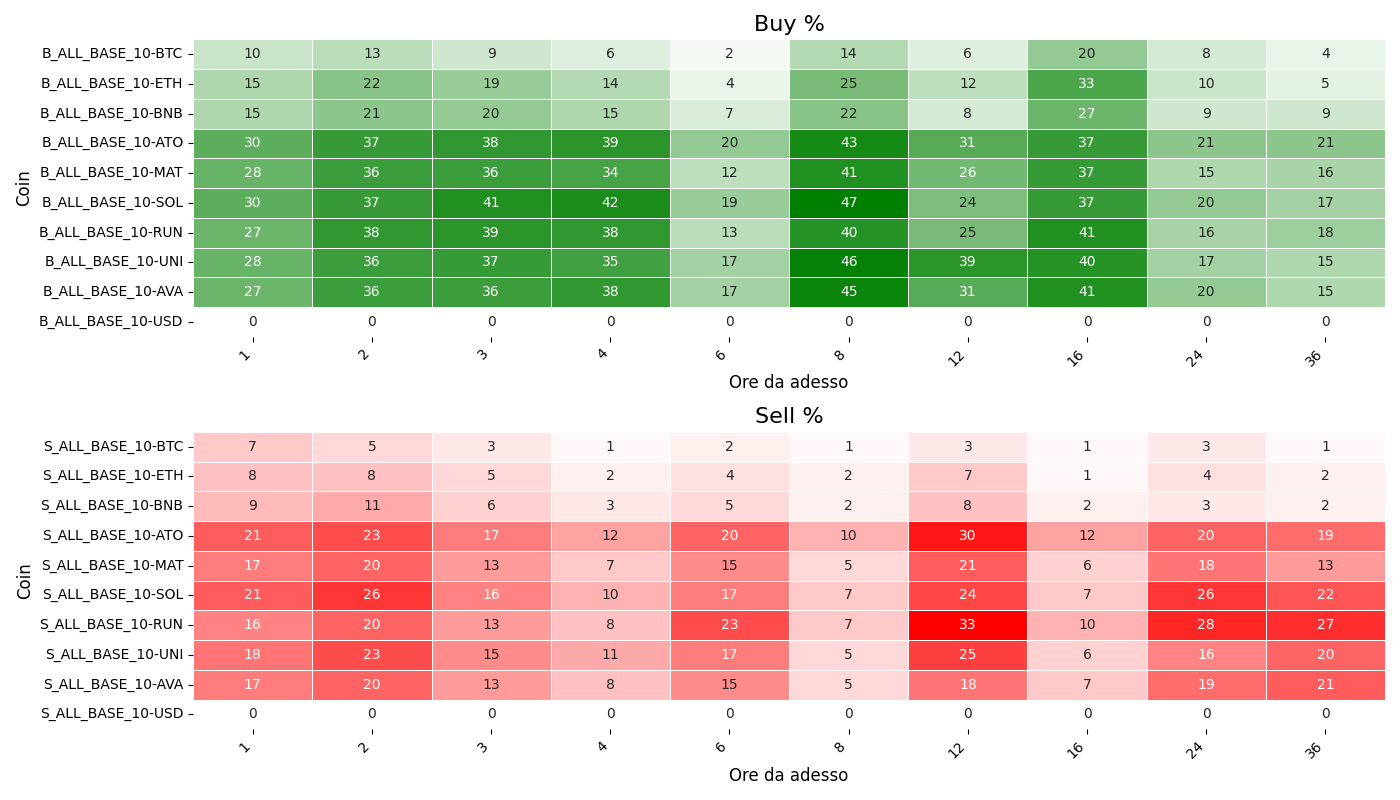 Buy %
Coin
B_ALL_BASE_10-BTC 10 13 9 6 2 14 6 20 8 4
B_ALL_BASE_10-ETH 15 22 19 14 4 25 12 33 10 5
B_ALL_BASE_10-BNB 15 21 20 15 7 22 8 27 9 9
B_ALL_BASE_10-ATO 30 37 38 39 20 43 31 37 21 21
B_ALL_BASE_10-MAT 28 36 36 34 12 41 26 37 15 16
B_ALL_BASE_10-SOL 30 37 41 42 19 47 24 37 20 17
B_ALL_BASE_10-RUN 27 38 39 38 13 40 25 41 16 18
B_ALL_BASE_10-UNI 28 36 37 35 17 46 39 40 17 15
B_ALL_BASE_10-AVA 27 36 36 38 17 45 31 41 20 15
B_ALL_BASE_10-USD 0 0 0 0 0 0 0 0 0 0
1 2 3 4 6 8 12 16 24 36
Ore da adesso
Sell %
Coin
S_ALL_BASE_10-BTC 7 5 3 1 2 1 3 1 3 1
S_ALL_BASE_10-ETH 8 8 5 2 4 2 7 1 4 2
S_ALL_BASE_10-BNB 9 11 6 3 5 2 8 2 3 2
S_ALL_BASE_10-ATO 21 23 17 12 20 10 30 12 20 19
S_ALL_BASE_10-MAT 17 20 13 7 15 5 21 6 18 13
S_ALL_BASE_10-SOL 21 26 16 10 17 7 24 7 26 22
S_ALL_BASE_10-RUN 16 20 13 8 23 7 33 10 28 27
S_ALL_BASE_10-UNI 18 23 15 11 17 5 25 6 16 20
S_ALL_BASE_10-AVA 17 20 13 8 15 5 18 7 19 21
S_ALL_BASE_10-USD 0 0 0 0 0 0 0 0 0 0
1 2 3 4 6 8 12 16 24 36
Ore da adesso